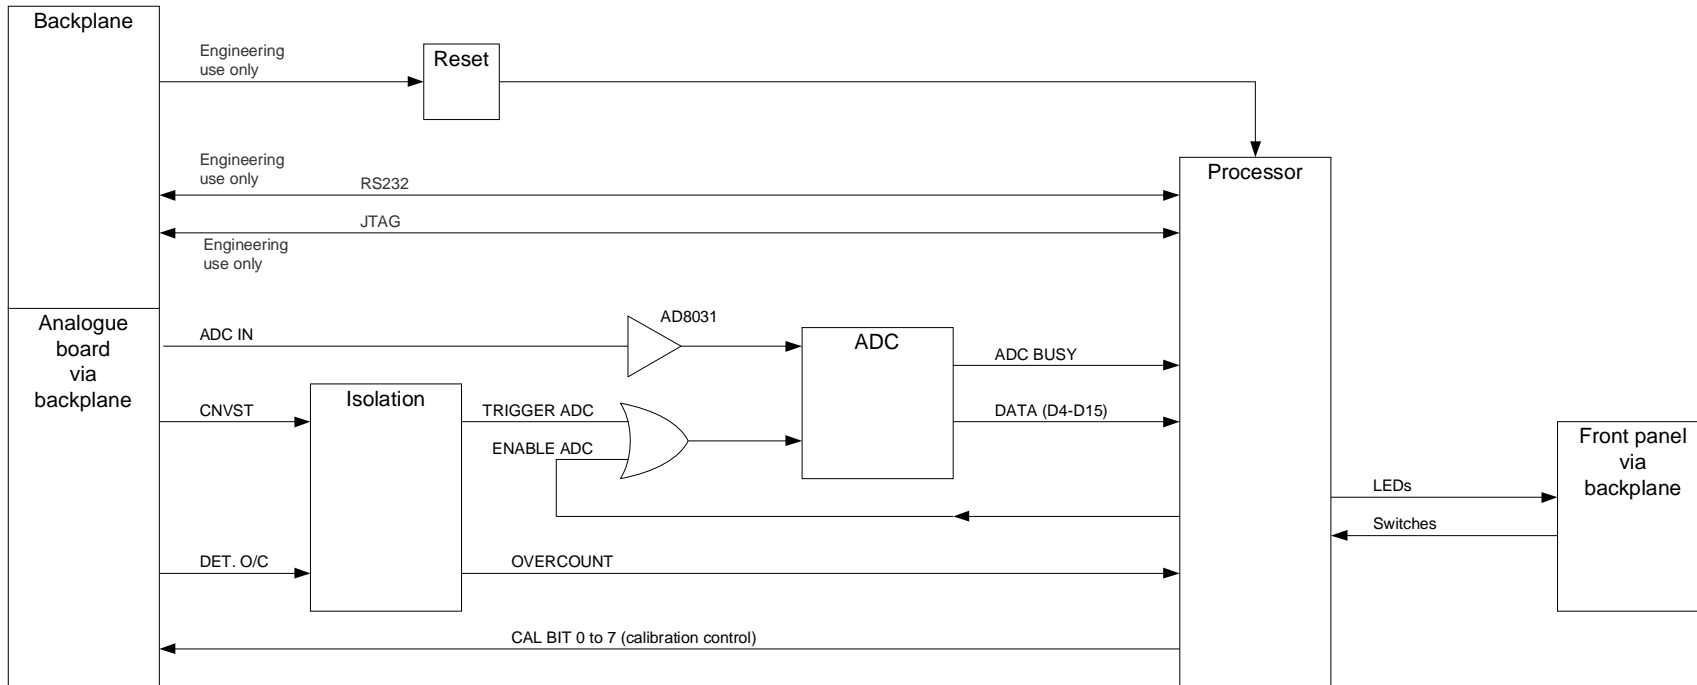 Backplane
Engineering
use only
Reset
Engineering
use only
RS232
Processor
JTAG
Engineering
use only
Analogue
board
via
backplane
ADC IN
AD8031
ADC
ADC BUSY
CNVST
Isolation
TRIGGER ADC
DATA (D4-D15)
ENABLE ADC
Front panel
via
backplane
LEDs
Switches
DET. O/C
OVERCOUNT
CAL BIT 0 to 7 (calibration control)